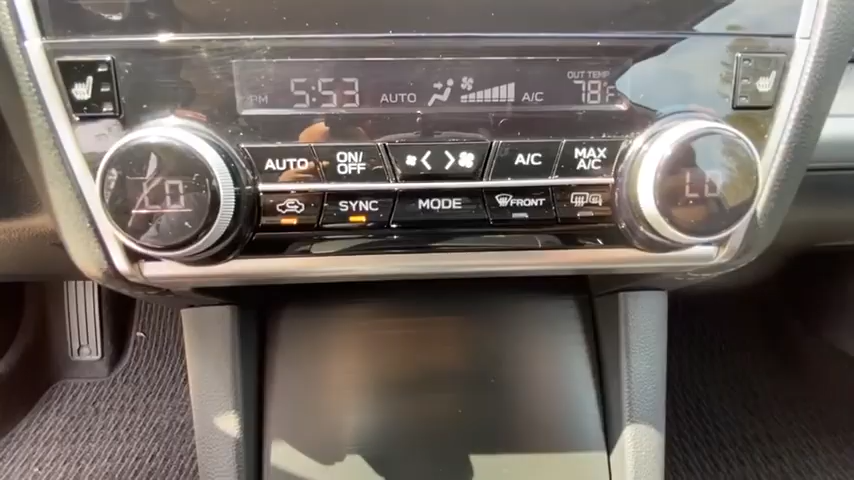 PM 5:53 AUTO A/C OUT TEMP 78°F
AUTO ON/OFF A/C MAX A/C
LO LO
SYNC MODE FRONT